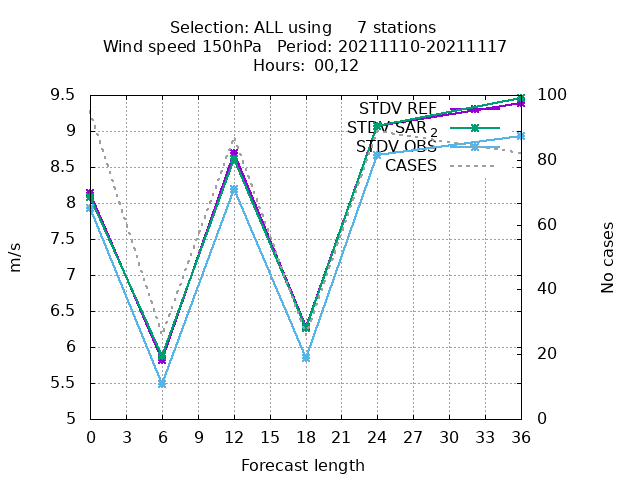 Selection: ALL using     7 stations
Wind speed 150hPa   Period: 20211110-20211117
Hours:  00,12
STDV REF
STDV SAR 2
STDV OBS
CASES
9.5
9
8.5
8
7.5
7
6.5
6
5.5
5
m/s
100
80
60
40
20
0
No cases
0 3 6 9 12 15 18 21 24 27 30 33 36
Forecast length